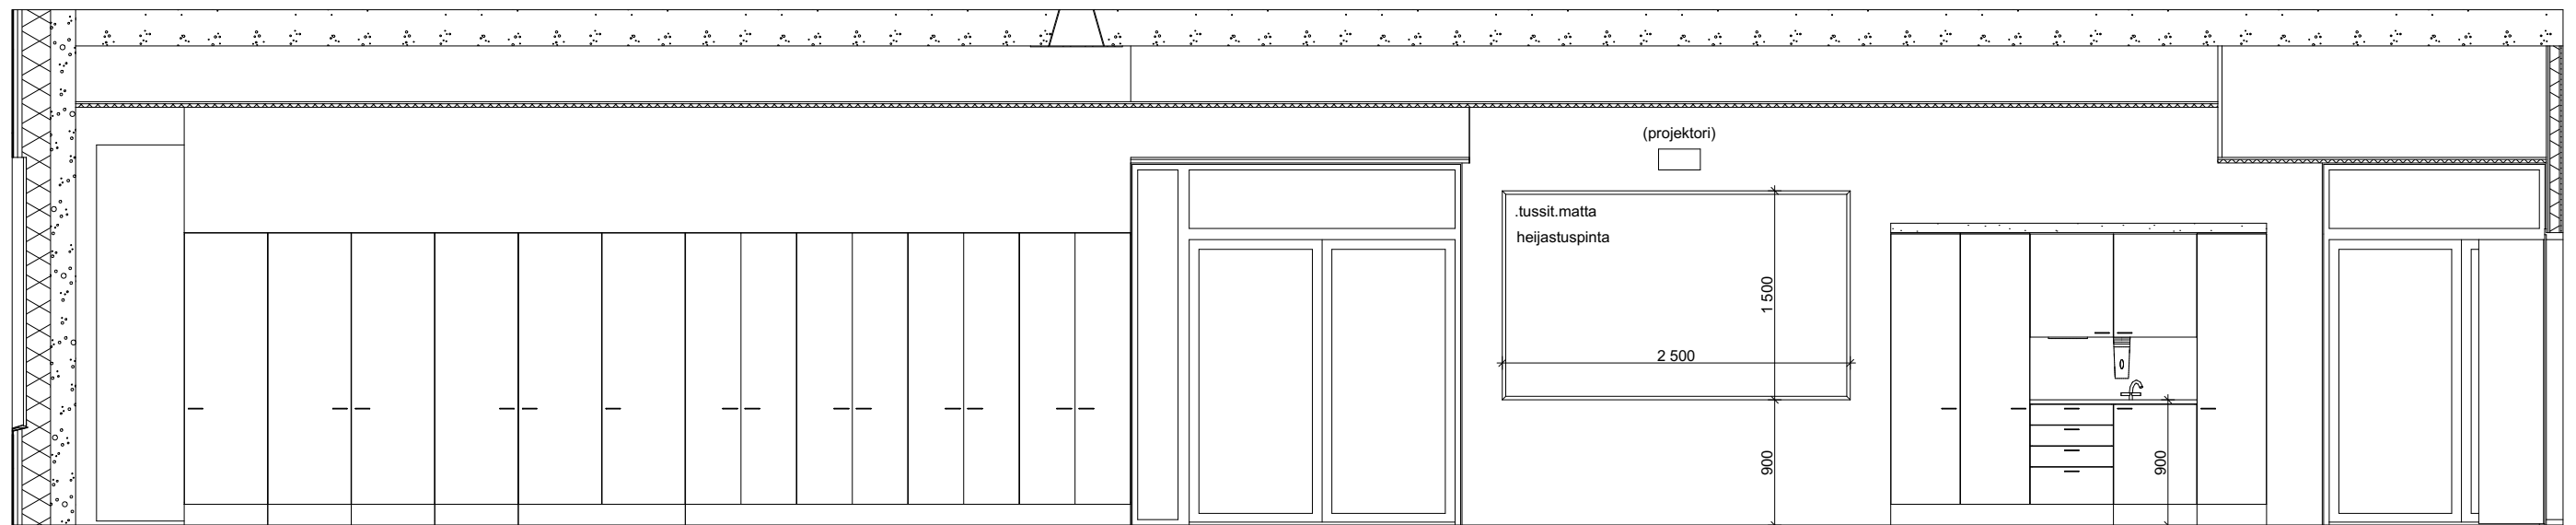 (projektori)
.tussit.matta
heijastuspinta
1 500
2 500
900
900